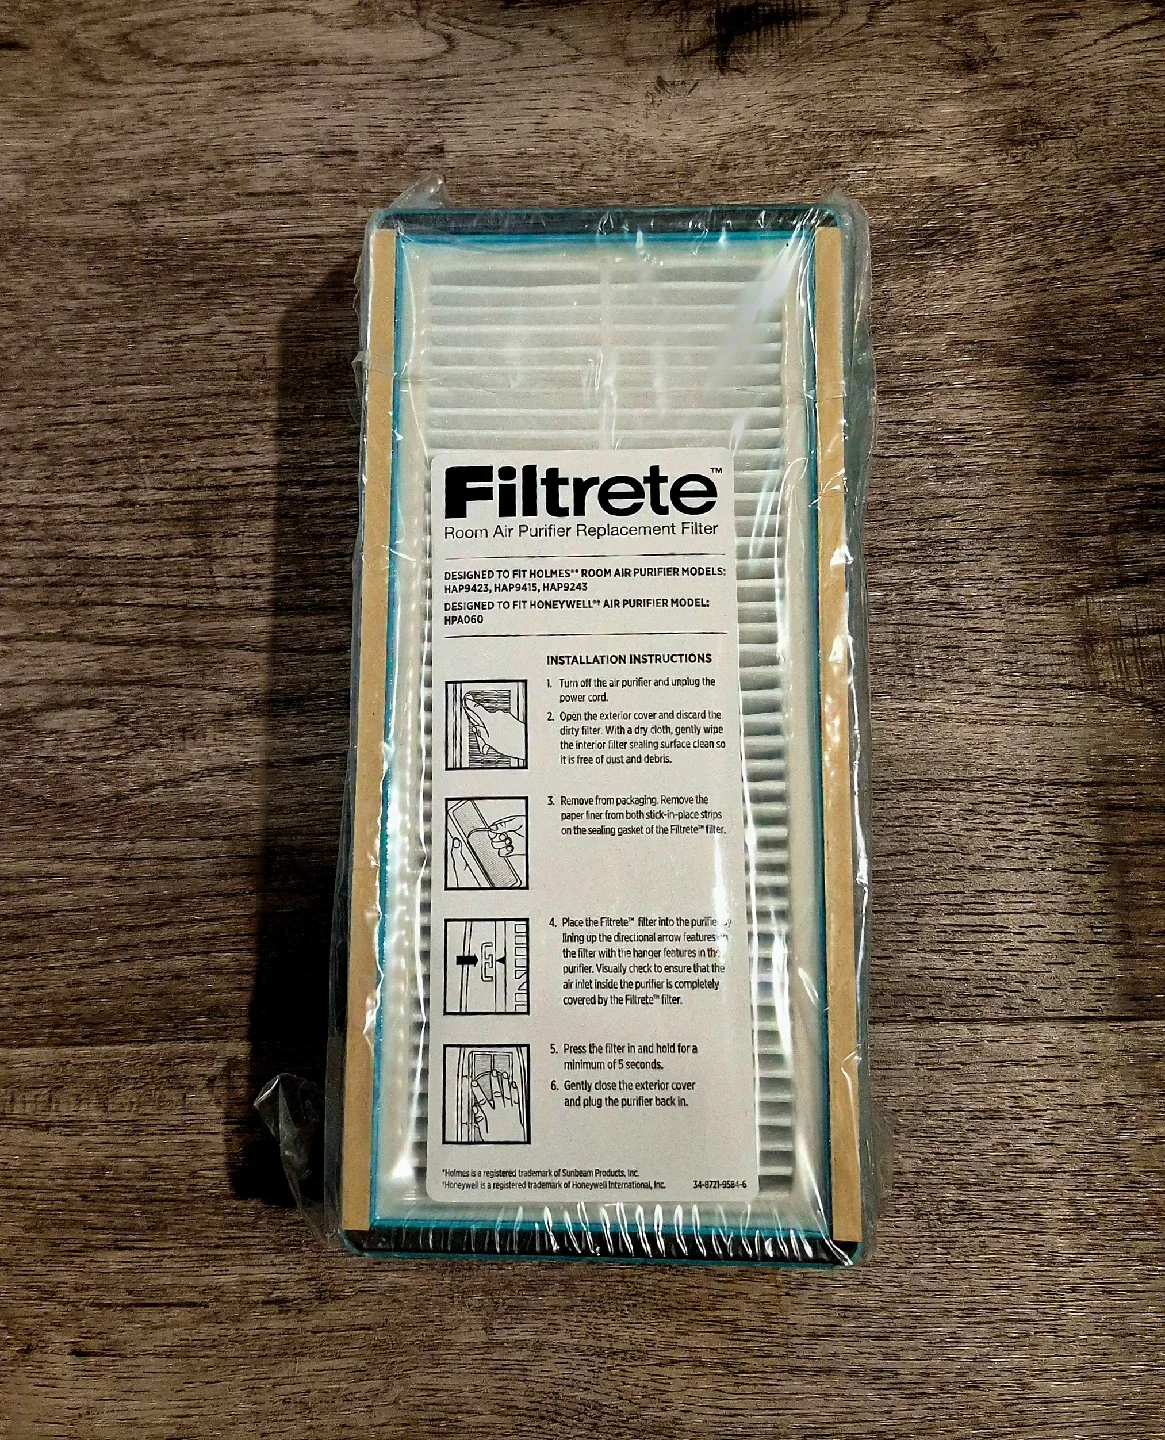 Filtrete™
Room Air Purifier Replacement Filter
DESIGNED TO FIT HOLMES** ROOM AIR PURIFIER MODELS:
HAP9423, HAP9415, HAP9243
DESIGNED TO FIT HONEYWELL*† AIR PURIFIER MODEL:
HPA060
INSTALLATION INSTRUCTIONS
1. Turn off the air purifier and unplug the
power cord.
2. Open the exterior cover and discard the
dirty filter. With a dry cloth, gently wipe
the interior filter sealing surface clean so
it is free of dust and debris.
3. Remove from packaging. Remove the
paper liner from both stick-in-place strips
on the sealing gasket of the Filtrete™ filter.
4. Place the Filtrete™ filter into the purifier by
lining up the directional arrow features on
the filter with the hanger features in the
purifier. Visually check to ensure that the
air inlet inside the purifier is completely
covered by the Filtrete™ filter.
5. Press the filter in and hold for a
minimum of 5 seconds.
6. Gently close the exterior cover
and plug the purifier back in.
*Holmes is a registered trademark of Sunbeam Products, Inc.
†Honeywell is a registered trademark of Honeywell International, Inc. 34-8721-9584-6